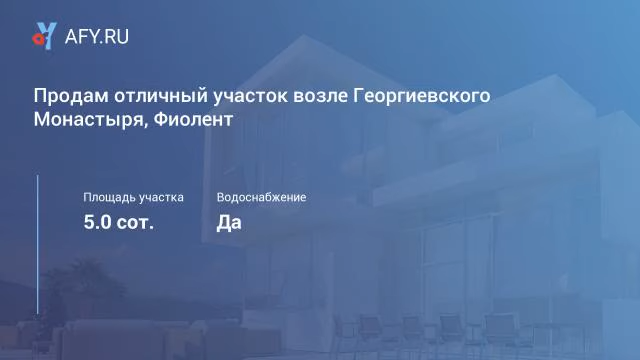 AFY.RU
Продам отличный участок возле Георгиевского
Монастыря, Фиолент
Площадь участка Водоснабжение
5.0 сот. Да